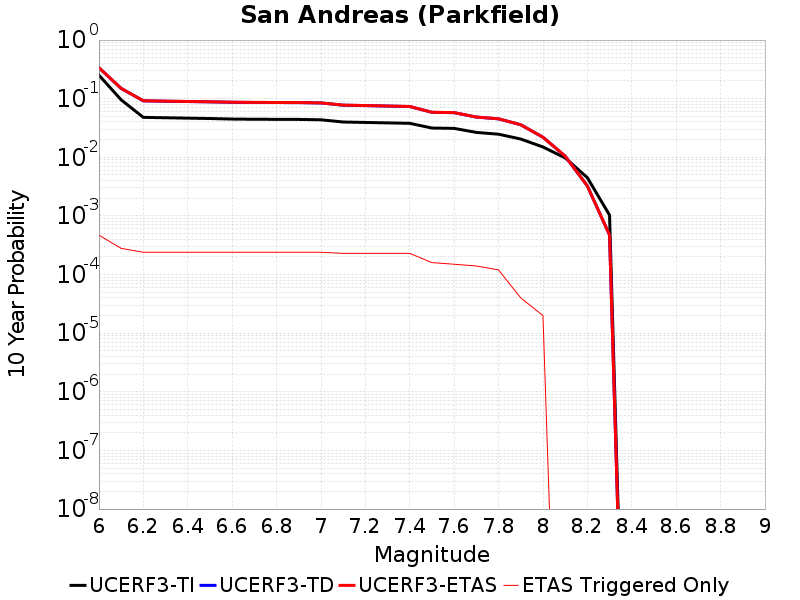 San Andreas (Parkfield)
10 Year Probability
10^0
10^-1
10^-2
10^-3
10^-4
10^-5
10^-6
10^-7
10^-8
6 6.2 6.4 6.6 6.8 7 7.2 7.4 7.6 7.8 8 8.2 8.4 8.6 8.8 9
Magnitude
UCERF3-TI UCERF3-TD UCERF3-ETAS ETAS Triggered Only